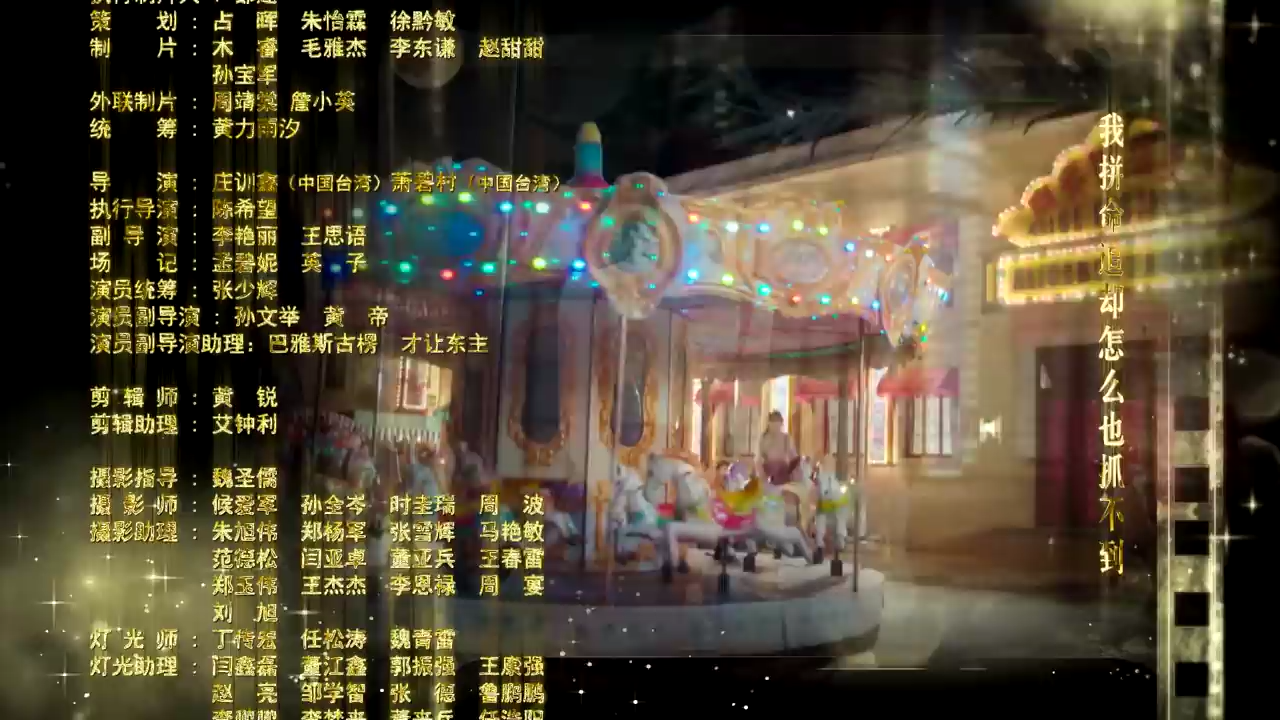 策 划 : 占 晖 朱怡霖 徐黔敏
制 片 : 木 睿 毛雅杰 李东谦 赵甜甜
孙宝军
外联制片 : 周靖 詹小英
统 筹 : 黄力雨汐
导 演 : 庄训鑫（中国台湾） 萧碧村（中国台湾）
执行导演 : 陈希望
副 导 演 : 李艳丽 王思语
场 记 : 孟馨妮 英 子
演员统筹 : 张少辉
演员副导演 : 孙文举 黄 帝
演员副导演助理: 巴雅斯古楞 才让东主
剪 辑 师 : 黄 锐
剪辑助理 : 艾钟利
摄影指导 : 魏圣儒
摄 影 师 : 候爱军 孙全岑 时圭瑞 周 波
摄影助理 : 朱旭伟 郑杨军 张雪辉 马艳敏
范德松 闫亚卓 董亚兵 王春雷
郑玉伟 王杰杰 李恩禄 周 宴
刘 旭
灯 光 师 : 丁传宏 任松涛 魏奇雷
灯光助理 : 闫鑫磊 董江鑫 郭振强 王康强
赵 亮 邹学智 张 德 鲁鹏鹏
我拼命追却怎么也抓不到